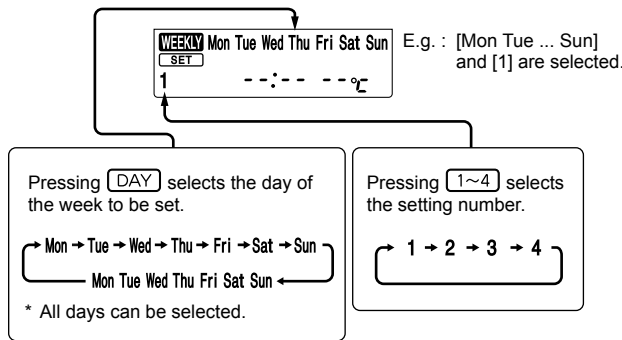 WEEKLY Mon Tue Wed Thu Fri Sat Sun
SET
1 --:-- --℃
E.g. : [Mon Tue ... Sun]
and [1] are selected.
Pressing DAY selects the day of
the week to be set.
→ Mon → Tue → Wed → Thu → Fri → Sat → Sun
Mon Tue Wed Thu Fri Sat Sun ←
* All days can be selected.
Pressing 1~4 selects
the setting number.
→ 1 → 2 → 3 → 4